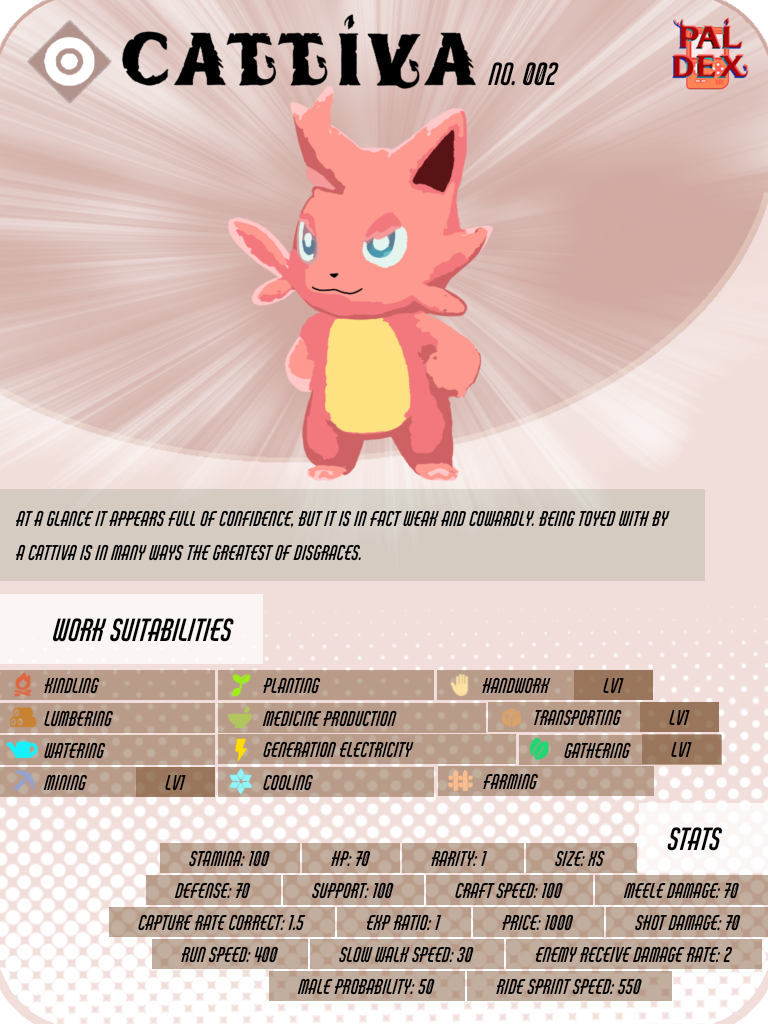 CATTIVA NO. 002
PAL
DEX
AT A GLANCE IT APPEARS FULL OF CONFIDENCE, BUT IT IS IN FACT WEAK AND COWARDLY. BEING TOYED WITH BY
A CATTIVA IS IN MANY WAYS THE GREATEST OF DISGRACES.
WORK SUITABILITIES
KINDLING PLANTING HANDWORK LV1
LUMBERING MEDICINE PRODUCTION TRANSPORTING LV1
WATERING GENERATION ELECTRICITY GATHERING LV1
MINING LV1 COOLING FARMING
STATS
STAMINA: 100 HP: 70 RARITY: 1 SIZE: XS
DEFENSE: 70 SUPPORT: 100 CRAFT SPEED: 100 MEELE DAMAGE: 70
CAPTURE RATE CORRECT: 1.5 EXP RATIO: 1 PRICE: 1000 SHOT DAMAGE: 70
RUN SPEED: 400 SLOW WALK SPEED: 30 ENEMY RECEIVE DAMAGE RATE: 2
MALE PROBABILITY: 50 RIDE SPRINT SPEED: 550